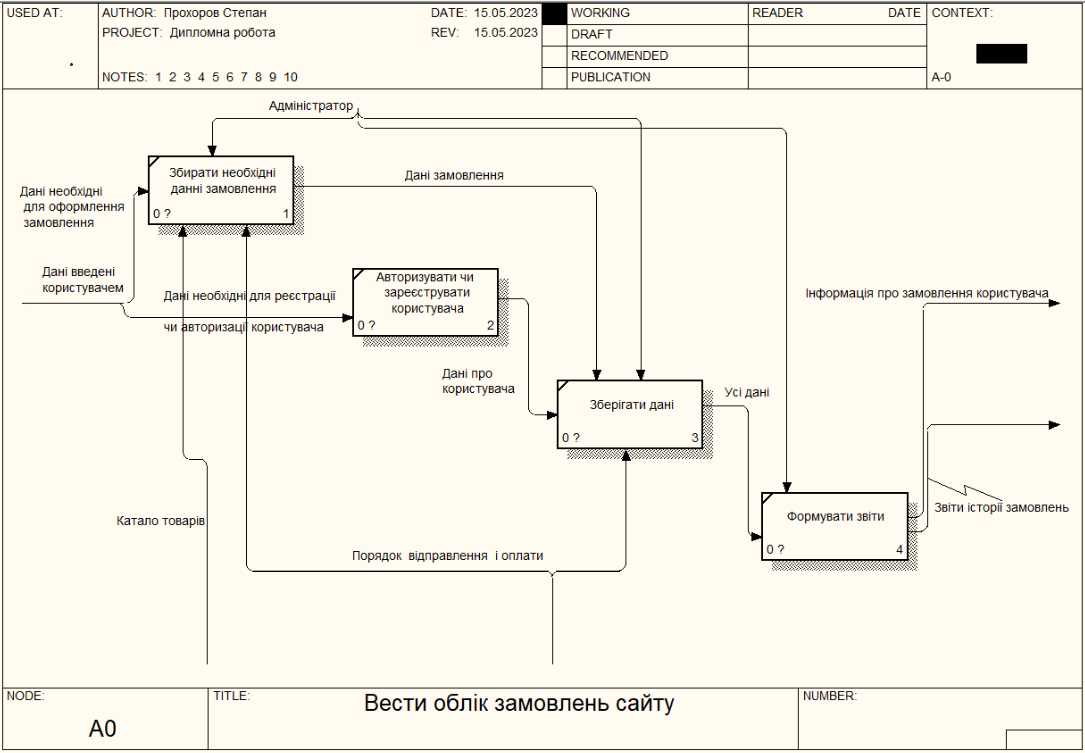 USED AT:
AUTHOR: Прохоров Степан
DATE: 15.05.2023
PROJECT: Дипломна робота
REV: 15.05.2023
NOTES: 1 2 3 4 5 6 7 8 9 10
WORKING
DRAFT
RECOMMENDED
PUBLICATION
READER DATE
CONTEXT:
A-0
Адміністратор
Збирати необхідні
данні замовлення
0 ? 1
Дані необхідні
для оформлення
замовлення
Дані замовлення
Дані введені
користувачем
Дані необхідні для реєстрації
чи авторизації користувача
Авторизувати чи
зареєструвати
користувача
0 ? 2
Інформація про замовлення користувача
Дані про
користувача
Зберігати дані
0 ? 3
Усі дані
Формувати звіти
0 ? 4
Звіти історії замовлень
Катало товарів
Порядок відправлення і оплати
NODE:
A0
TITLE:
Вести облік замовлень сайту
NUMBER: